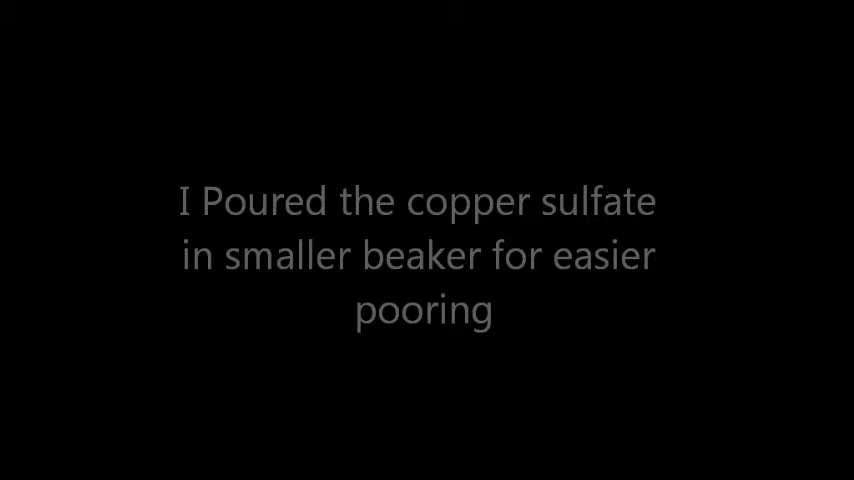 I Poured the copper sulfate
in smaller beaker for easier
pooring